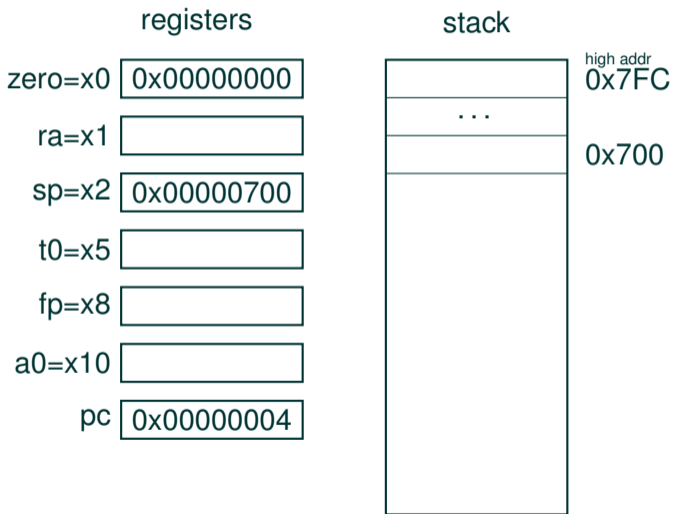 registers
zero=x0 0x00000000
ra=x1
sp=x2 0x00000700
t0=x5
fp=x8
a0=x10
pc 0x00000004
stack
high addr
0x7FC
...
0x700